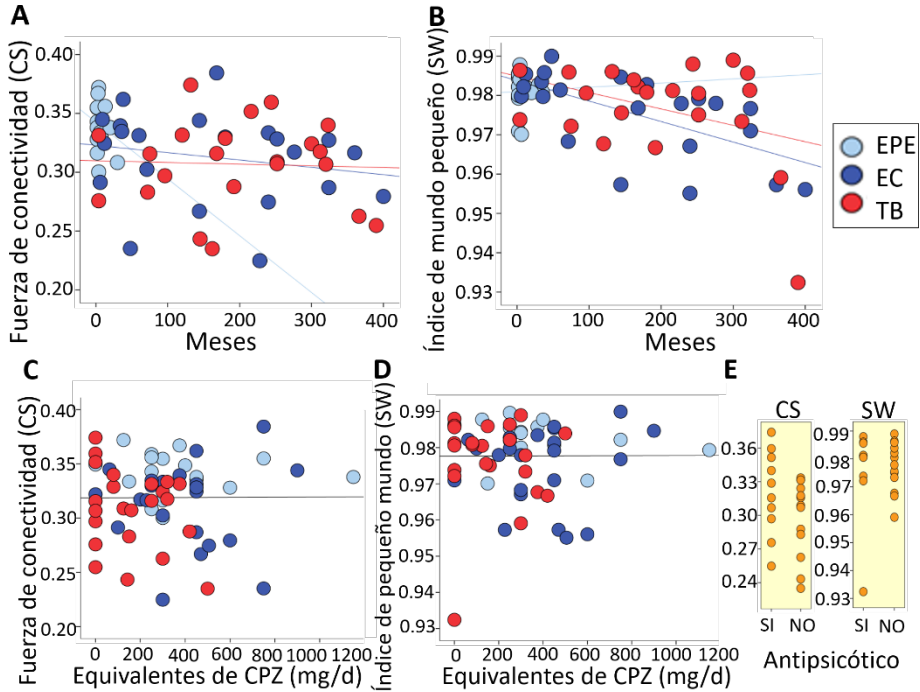 A
Fuerza de conectividad (CS)
0.40
0.35
0.30
0.25
0.20
0
100
200
300
400
Meses
B
Índice de mundo pequeño (SW)
0.99
0.98
0.97
0.96
0.95
0.94
0.93
0
100
200
300
400
Meses
EPE
EC
TB
C
Fuerza de conectividad (CS)
0.40
0.35
0.30
0.25
0.20
0
200
400
600
800
1000
1200
Equivalentes de CPZ (mg/d)
D
Índice de pequeño mundo (SW)
0.99
0.98
0.97
0.96
0.95
0.94
0.93
0
200
400
600
800
1000
1200
Equivalentes de CPZ (mg/d)
E
CS
0.36
0.33
0.30
0.27
0.24
SI
NO
SW
0.99
0.98
0.97
0.96
0.95
0.94
0.93
SI
NO
Antipsicótico